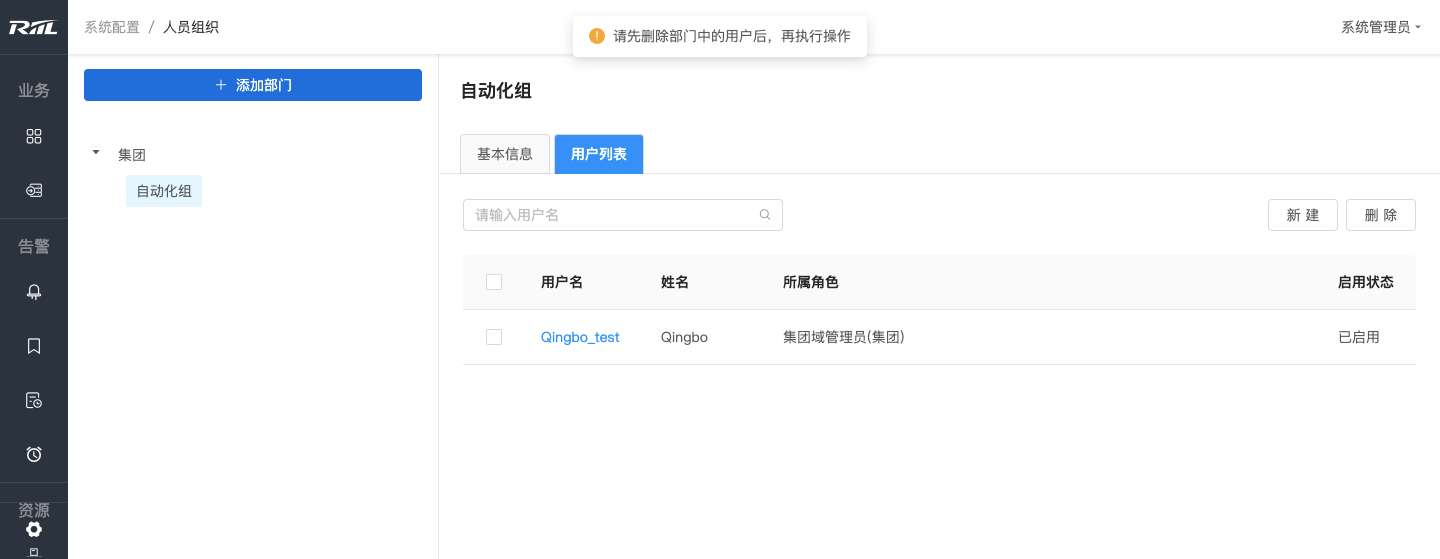 RIIL
系统配置 / 人员组织
请先删除部门中的用户后，再执行操作
系统管理员
业务
告警
资源
添加部门
集团
自动化组
自动化组
基本信息 用户列表
请输入用户名
新 建 删 除
用户名 姓名 所属角色 启用状态
Qingbo_test Qingbo 集团域管理员(集团) 已启用